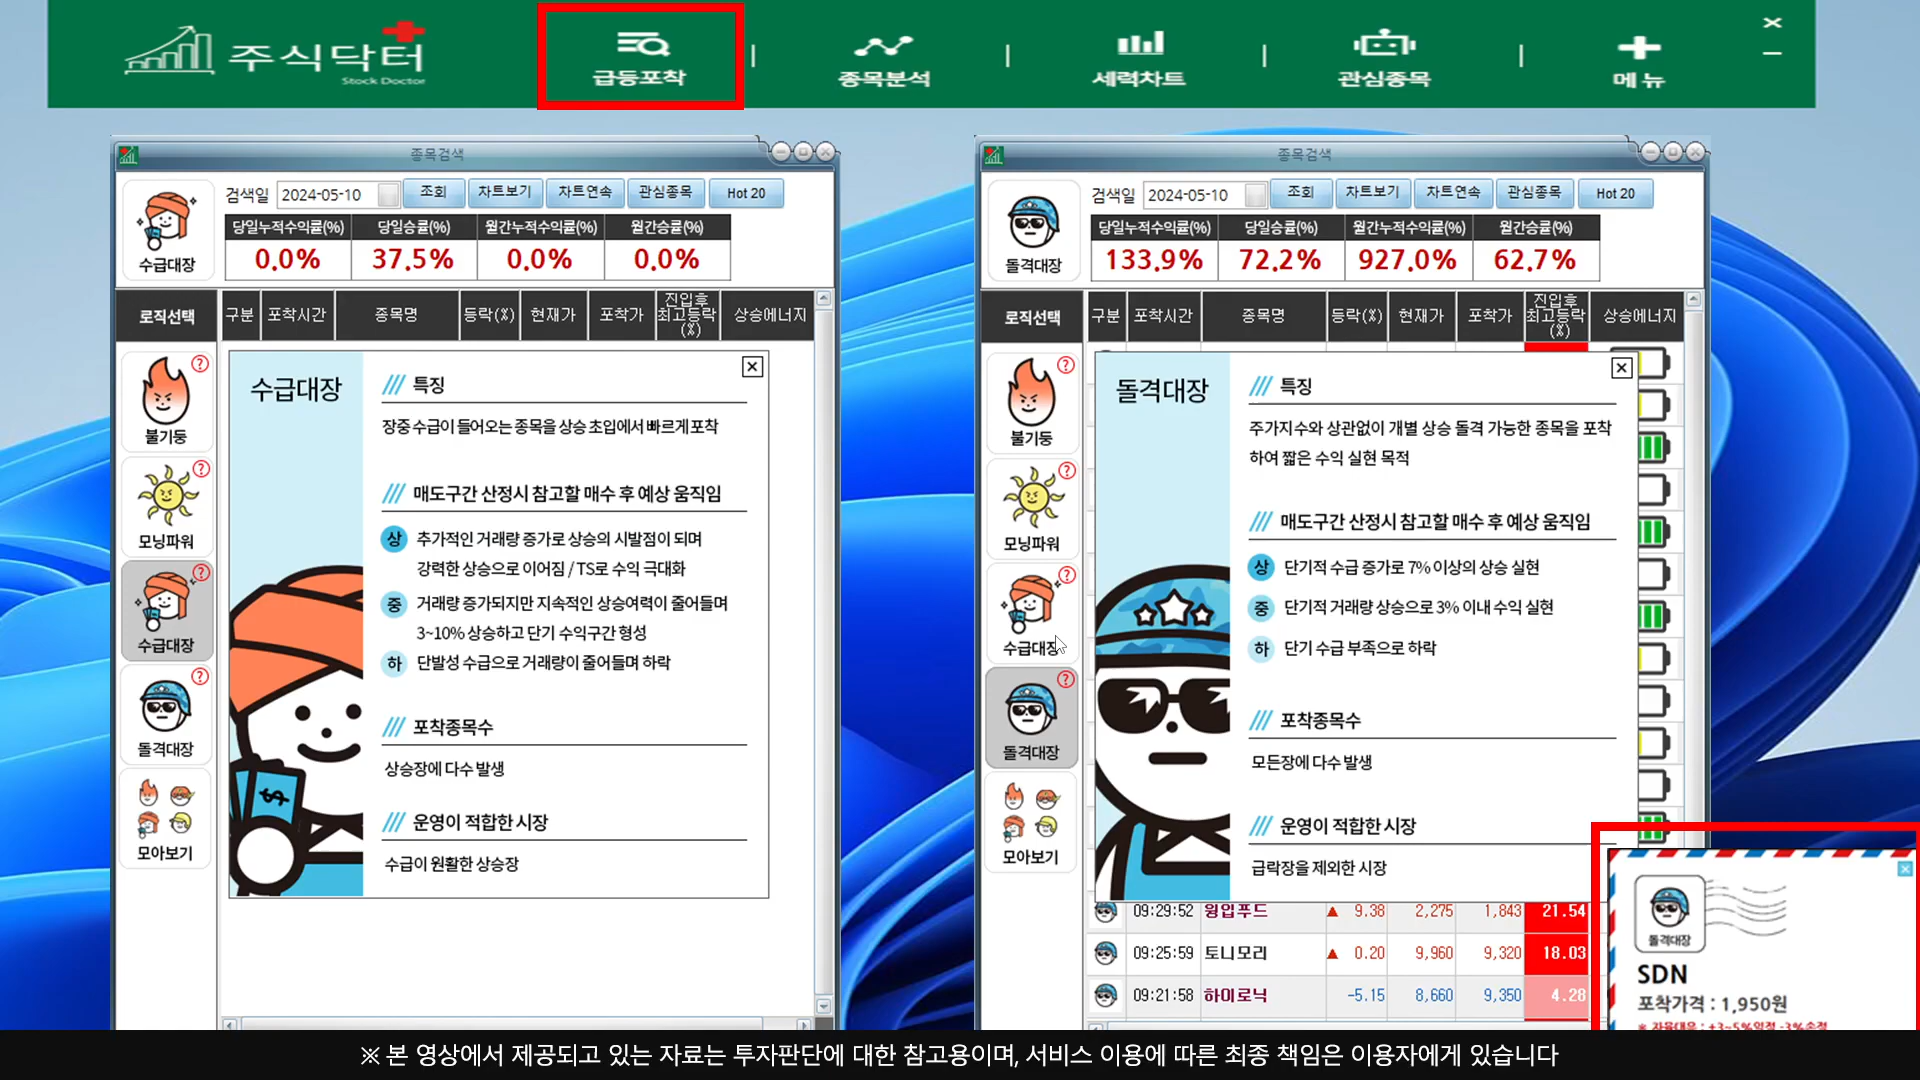 주식닥터
Stock Doctor
급등포착
종목분석
세력차트
관심종목
메뉴
종목검색
수급대장
검색일 2024-05-10 조회 차트보기 차트연속 관심종목 Hot 20
당일누적수익률(%) 당일승률(%) 월간누적수익률(%) 월간승률(%)
0.0% 37.5% 0.0% 0.0%
로직선택 구분 포착시간 종목명 등락(%) 현재가 포착가 진입후 최고등락 (%) 상승에너지
불기둥
모닝파워
수급대장
돌격대장
모아보기
수급대장
/// 특징
장중 수급이 들어오는 종목을 상승 초입에서 빠르게 포착
/// 매도구간 산정시 참고할 매수 후 예상 움직임
상 추가적인 거래량 증가로 상승의 시발점이 되며
강력한 상승으로 이어짐 / TS로 수익 극대화
중 거래량 증가되지만 지속적인 상승여력이 줄어들며
3~10% 상승하고 단기 수익구간 형성
하 단발성 수급으로 거래량이 줄어들며 하락
/// 포착종목수
상승장에 다수 발생
/// 운영이 적합한 시장
수급이 원활한 상승장
종목검색
돌격대장
검색일 2024-05-10 조회 차트보기 차트연속 관심종목 Hot 20
당일누적수익률(%) 당일승률(%) 월간누적수익률(%) 월간승률(%)
133.9% 72.2% 927.0% 62.7%
로직선택 구분 포착시간 종목명 등락(%) 현재가 포착가 진입후 최고등락 (%) 상승에너지
불기둥
모닝파워
수급대장
돌격대장
모아보기
돌격대장
/// 특징
주가지수와 상관없이 개별 상승 돌격 가능한 종목을 포착
하여 짧은 수익 실현 목적
/// 매도구간 산정시 참고할 매수 후 예상 움직임
상 단기적 수급 증가로 7% 이상의 상승 실현
중 단기적 거래량 상승으로 3% 이내 수익 실현
하 단기 수급 부족으로 하락
/// 포착종목수
모든장에 다수 발생
/// 운영이 적합한 시장
급락장을 제외한 시장
09:29:52 윙입푸드 ▲ 9.38 2,275 1,843 21.54
09:25:59 토니모리 ▲ 0.20 9,960 9,320 18.03
09:21:58 하이로닉 -5.15 8,660 9,350 4.28
돌격대장
SDN
포착가격 : 1,950원
※ 본 영상에서 제공되고 있는 자료는 투자판단에 대한 참고용이며, 서비스 이용에 따른 최종 책임은 이용자에게 있습니다